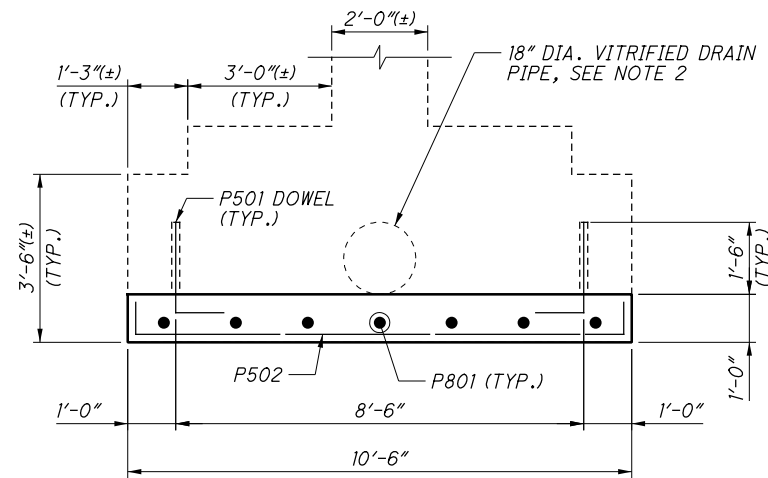 2'-0"(±)
18" DIA. VITRIFIED DRAIN
PIPE, SEE NOTE 2
1'-3"(±)
(TYP.)
3'-0"(±)
(TYP.)
P501 DOWEL
(TYP.)
3'-6"(±)
(TYP.)
1'-6"
(TYP.)
P502
P801 (TYP.)
1'-0"
1'-0"
8'-6"
1'-0"
10'-6"